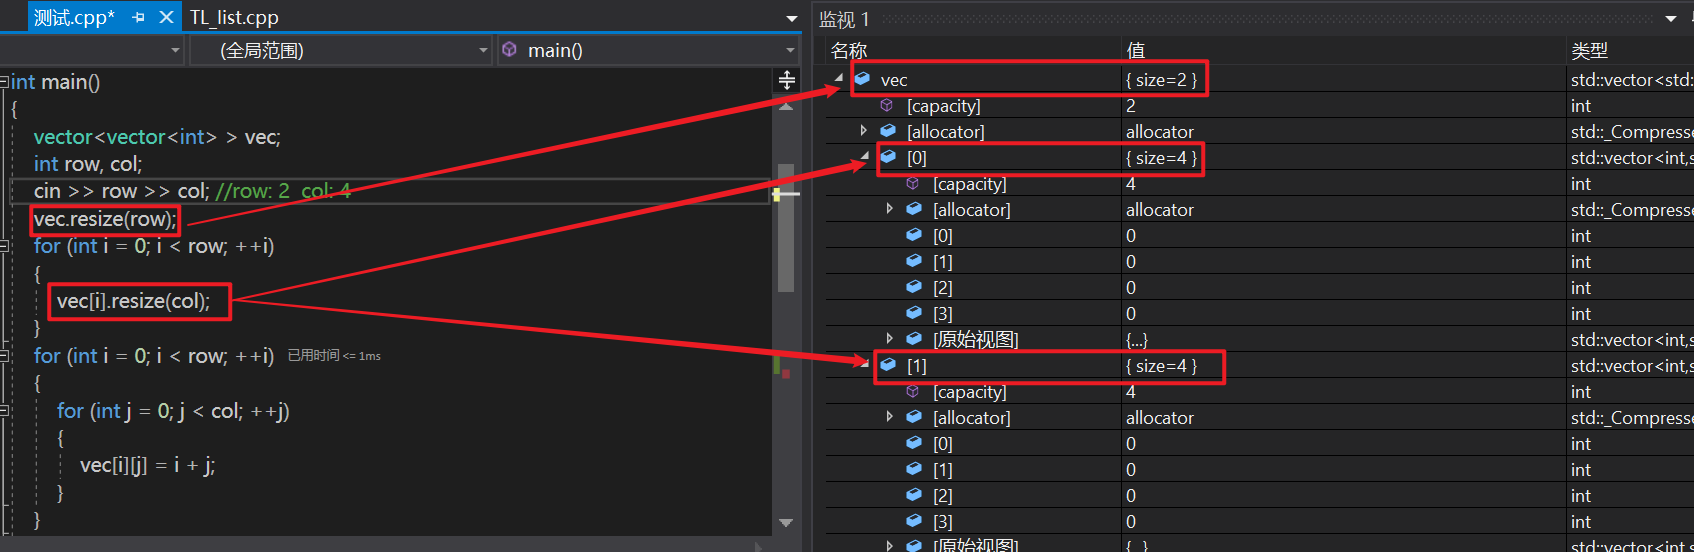 测试.cpp*
TL_list.cpp
(全局范围)
main()
int main()
{
vector<vector<int> > vec;
int row, col;
cin >> row >> col; //row: 2  col: 4
vec.resize(row);
for (int i = 0; i < row; ++i)
{
vec[i].resize(col);
}
for (int i = 0; i < row; ++i) 已用时间 <= 1ms
{
for (int j = 0; j < col; ++j)
{
vec[i][j] = i + j;
}
}
监视 1
名称 值 类型
vec { size=2 } std::vector<std:
[capacity] 2 int
[allocator] allocator std::_Compresse
[0] { size=4 } std::vector<int,s
[capacity] 4 int
[allocator] allocator std::_Compresse
[0] 0 int
[1] 0 int
[2] 0 int
[3] 0 int
[原始视图] {...} std::vector<int,s
[1] { size=4 } std::vector<int,s
[capacity] 4 int
[allocator] allocator std::_Compresse
[0] 0 int
[1] 0 int
[2] 0 int
[3] 0 int
[原始视图] {...} std::vector<int,s